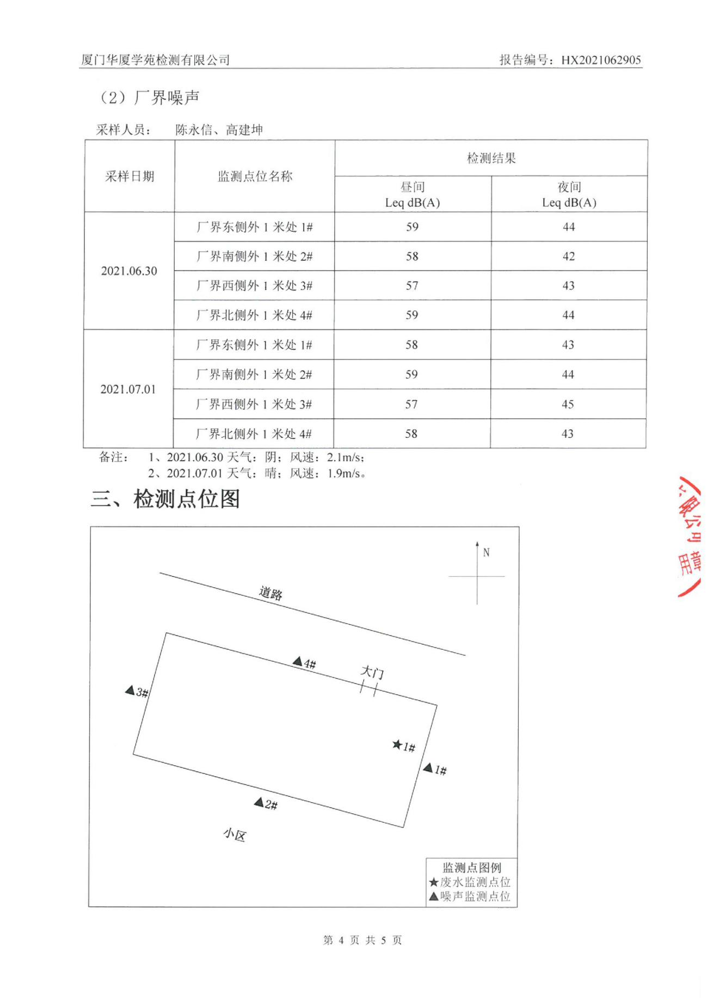 厦门华厦学苑检测有限公司 报告编号：HX2021062905
（2）厂界噪声
采样人员： 陈永信、高建坤
采样日期 监测点位名称 检测结果
昼间 Leq dB(A) 夜间 Leq dB(A)
2021.06.30
厂界东侧外 1 米处 1# 59 44
厂界南侧外 1 米处 2# 58 42
厂界西侧外 1 米处 3# 57 43
厂界北侧外 1 米处 4# 59 44
2021.07.01
厂界东侧外 1 米处 1# 58 43
厂界南侧外 1 米处 2# 59 44
厂界西侧外 1 米处 3# 57 45
厂界北侧外 1 米处 4# 58 43
备注： 1、2021.06.30 天气：阴；风速：2.1m/s；
2、2021.07.01 天气：晴；风速：1.9m/s。
三、检测点位图
N
道路
▲4#
大门
▲3#
★1#
▲1#
▲2#
小区
监测点图例
★废水监测点位
▲噪声监测点位
限公司
用章
第 4 页 共 5 页